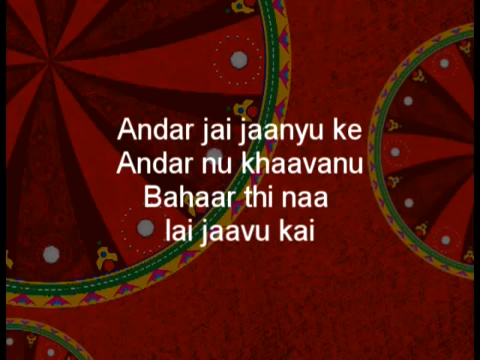 Andar jai jaanyu ke
Andar nu khaavanu
Bahaar thi naa
lai jaavu kai